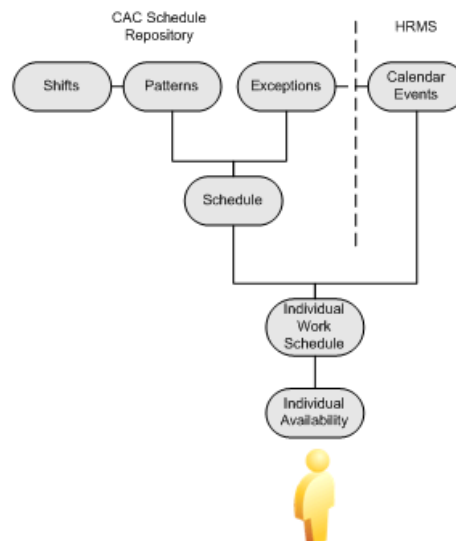 CAC Schedule
Repository
HRMS
Shifts
Patterns
Exceptions
Calendar
Events
Schedule
Individual
Work
Schedule
Individual
Availability